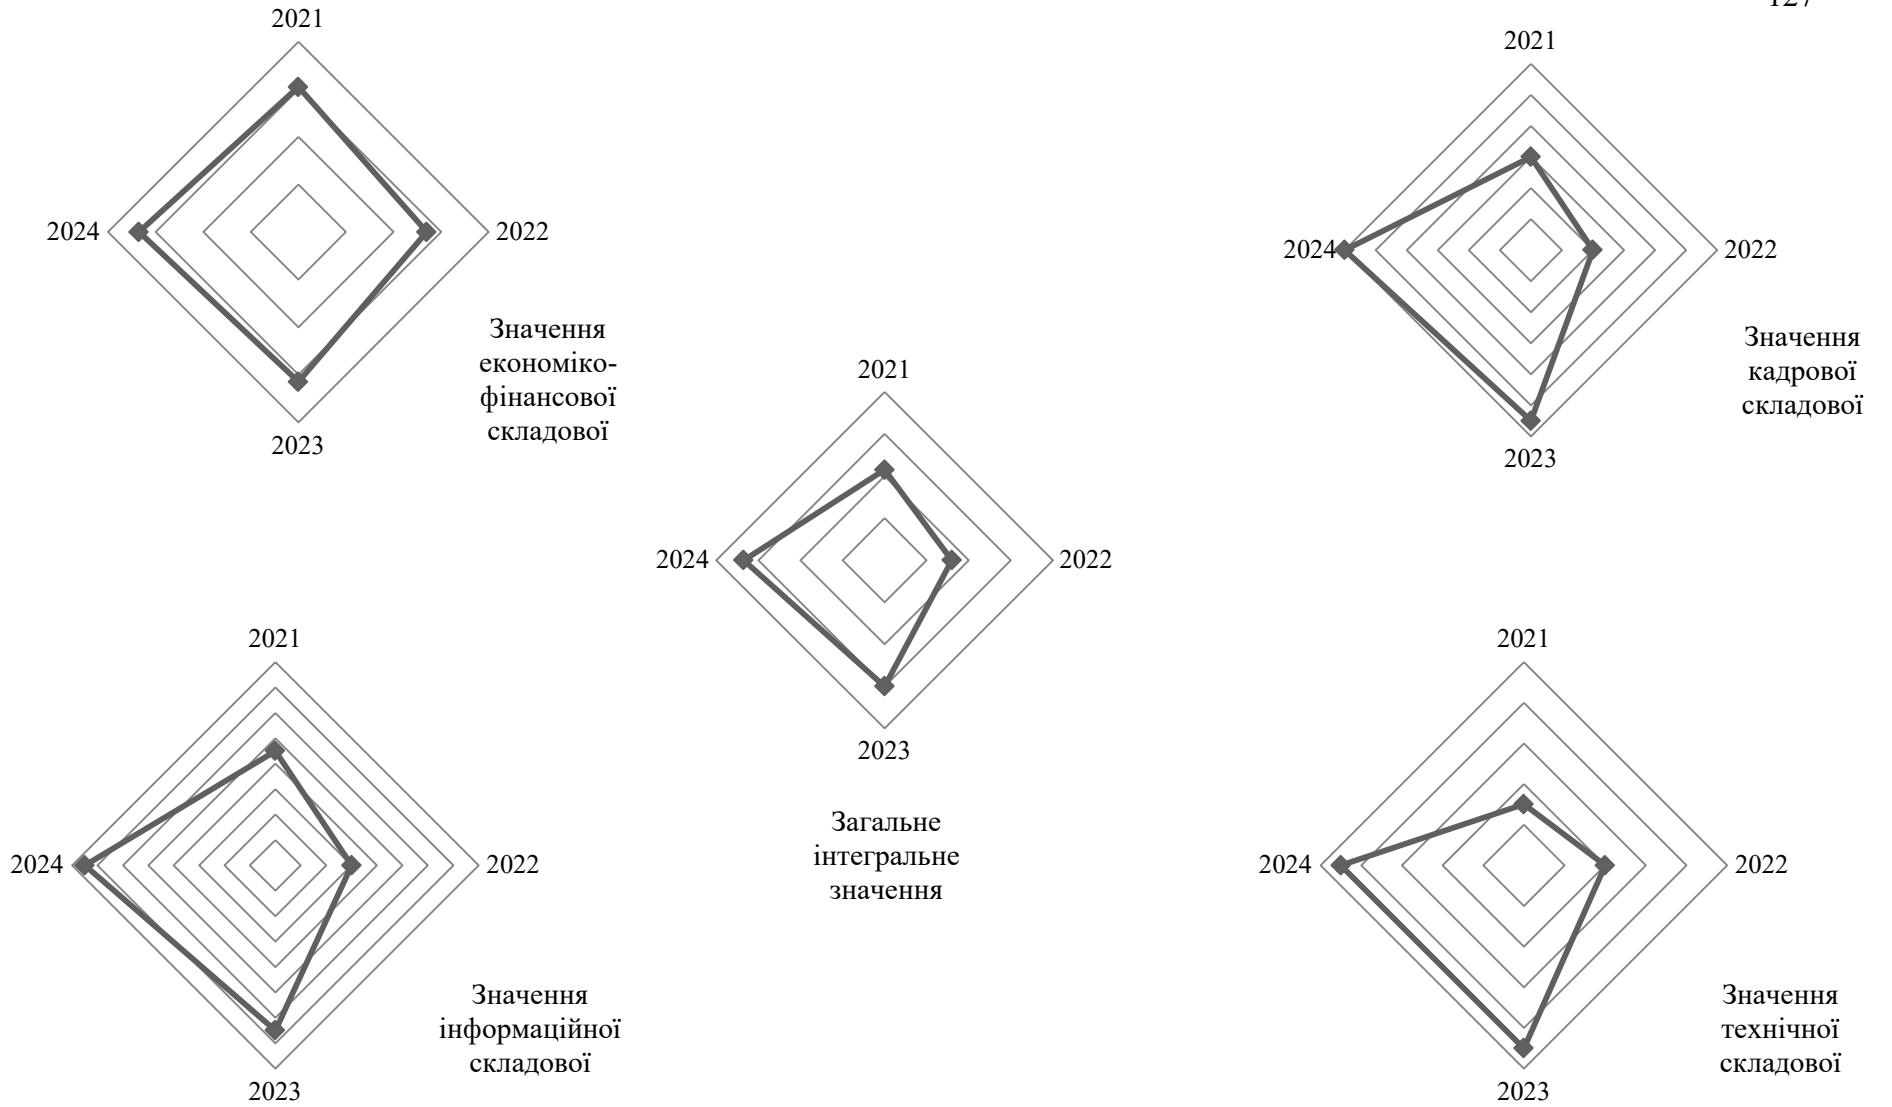 2021
2024
2022
2023
Значення
економіко-
фінансової
складової
2021
2024
2022
2023
Значення
кадрової
складової
2021
2024
2022
2023
Загальне
інтегральне
значення
2021
2024
2022
2023
Значення
інформаційної
складової
2021
2024
2022
2023
Значення
технічної
складової